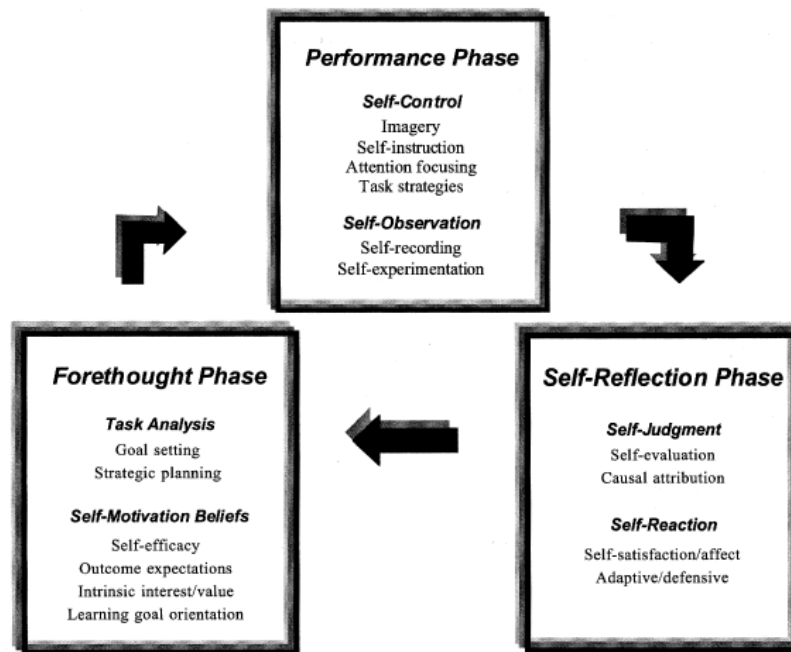 Performance Phase
Self-Control
Imagery
Self-instruction
Attention focusing
Task strategies
Self-Observation
Self-recording
Self-experimentation
Forethought Phase
Task Analysis
Goal setting
Strategic planning
Self-Motivation Beliefs
Self-efficacy
Outcome expectations
Intrinsic interest/value
Learning goal orientation
Self-Reflection Phase
Self-Judgment
Self-evaluation
Causal attribution
Self-Reaction
Self-satisfaction/affect
Adaptive/defensive